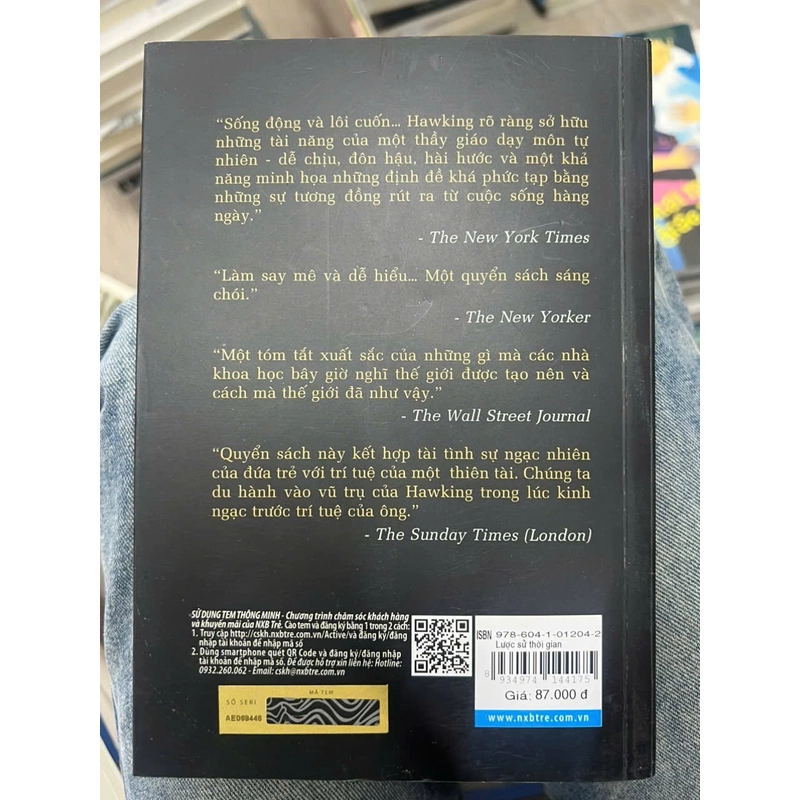 “Sống động và lôi cuốn... Hawking rõ ràng sở hữu
những tài năng của một thầy giáo dạy môn tự
nhiên - dễ chịu, đôn hậu, hài hước và một khả
năng minh họa những định đề khá phức tạp bằng
những sự tương đồng rút ra từ cuộc sống hàng
ngày.”
- The New York Times
“Làm say mê và dễ hiểu... Một quyển sách sáng
chói.”
- The New Yorker
“Một tóm tắt xuất sắc của những gì mà các nhà
khoa học bây giờ nghĩ thế giới được tạo nên và
cách mà thế giới đã như vậy.”
- The Wall Street Journal
“Quyển sách này kết hợp tài tình sự ngạc nhiên
của đứa trẻ với trí tuệ của một thiên tài. Chúng ta
du hành vào vũ trụ của Hawking trong lúc kinh
ngạc trước trí tuệ của ông.”
- The Sunday Times (London)
SỬ DỤNG TEM THÔNG MINH - Chương trình chăm sóc khách hàng
và khuyến mãi của NXB Trẻ. Cào tem và đăng ký bằng 1 trong 2 cách:
1. Truy cập http://cskh.nxbtre.com.vn/Active/và đăng ký/đăng
nhập tài khoản để nhập mã số
2. Dùng smartphone quét QR Code và đăng ký/đăng nhập
tài khoản để nhập mã số. Để được hỗ trợ xin liên hệ: Hotline:
0932.260.062 - Email: cskh@nxbtre.com.vn
MÃ TEM
SỐ SERI
AE069446
ISBN 978-604-1-01204-2
Lược sử thời gian
8 934974 144175
Giá: 87.000 đ
www.nxbtre.com.vn